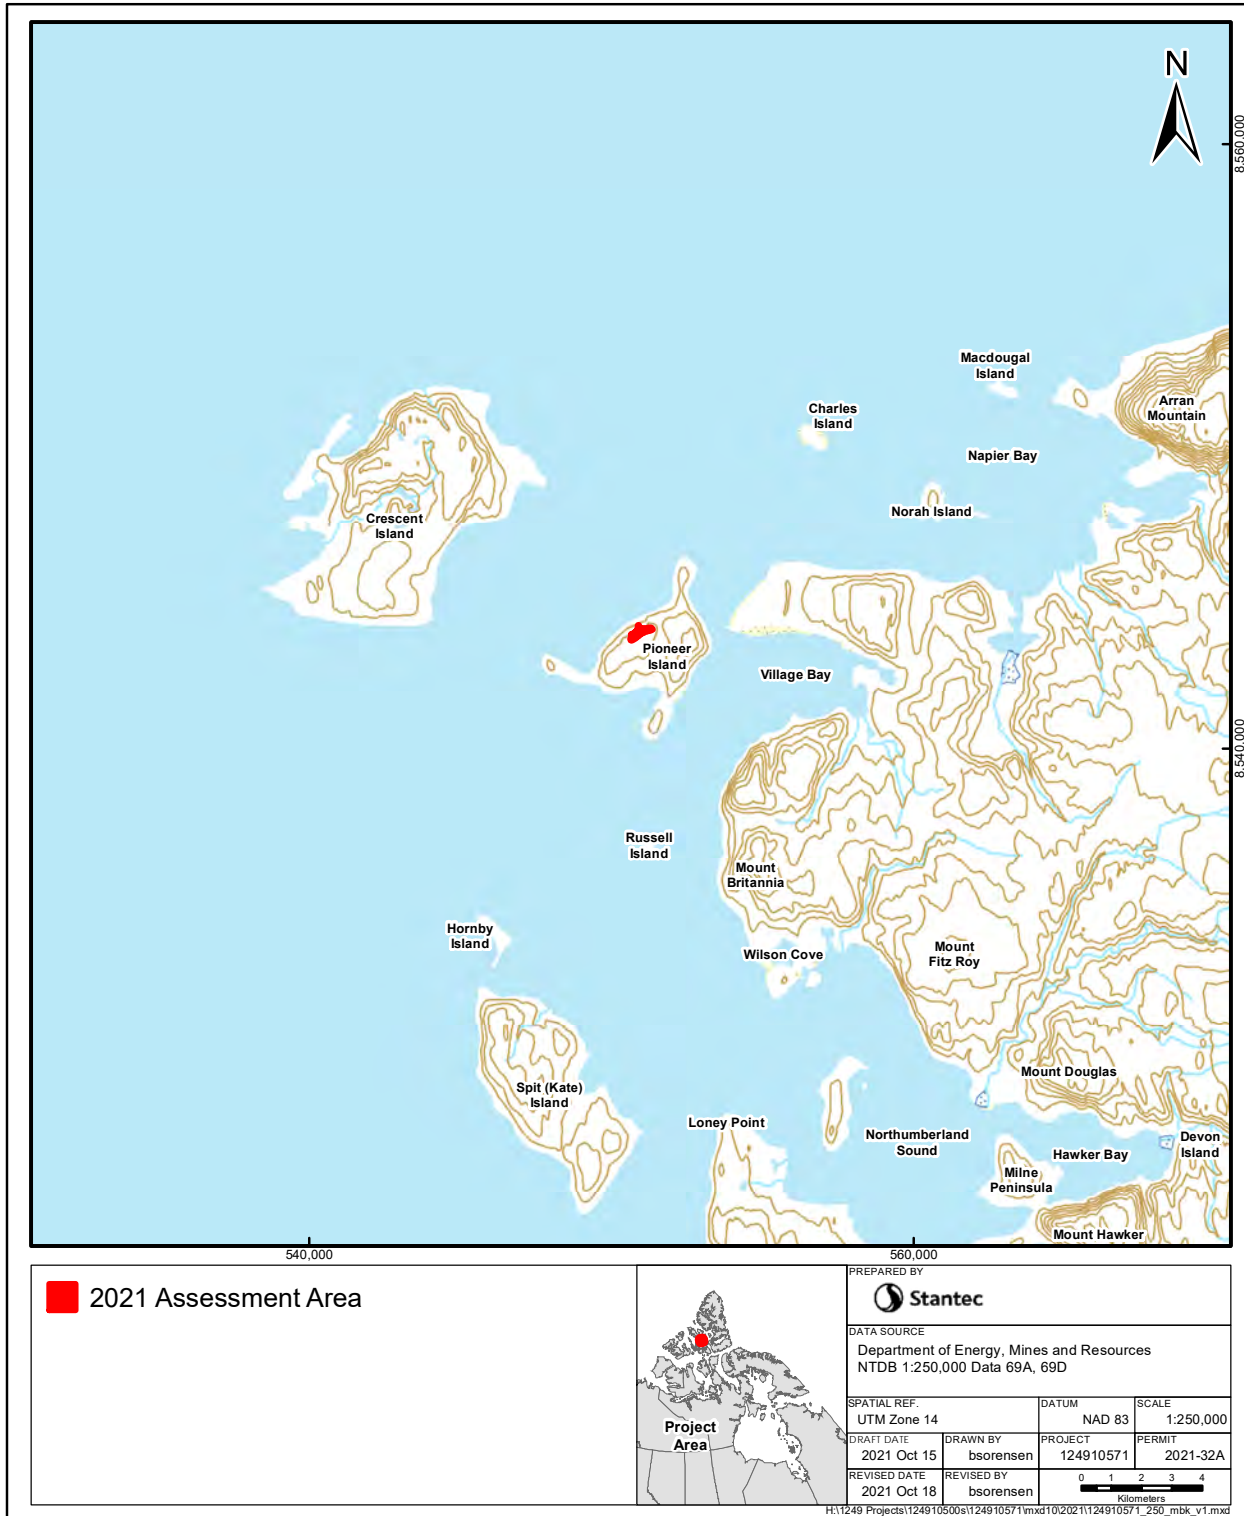 N
8,560,000
Macdougal
Island
Arran
Mountain
Charles
Island
Napier Bay
Norah Island
Crescent
Island
Pioneer
Island
Village Bay
8,540,000
Russell
Island
Mount
Britannia
Hornby
Island
Wilson Cove
Mount
Fitz Roy
Mount Douglas
Spit (Kate)
Island
Loney Point
Northumberland
Sound
Devon
Island
Hawker Bay
Milne
Peninsula
Mount Hawker
540,000
560,000
2021 Assessment Area
Project
Area
PREPARED BY
Stantec
DATA SOURCE
Department of Energy, Mines and Resources
NTDB 1:250,000 Data 69A, 69D
SPATIAL REF.
UTM Zone 14
DATUM
NAD 83
SCALE
1:250,000
DRAFT DATE
2021 Oct 15
DRAWN BY
bsorensen
PROJECT
124910571
PERMIT
2021-32A
REVISED DATE
2021 Oct 18
REVISED BY
bsorensen
0 1 2 3 4
Kilometers
H:\1249 Projects\124910500s\124910571\mxd10\2021\124910571_250_mbk_v1.mxd